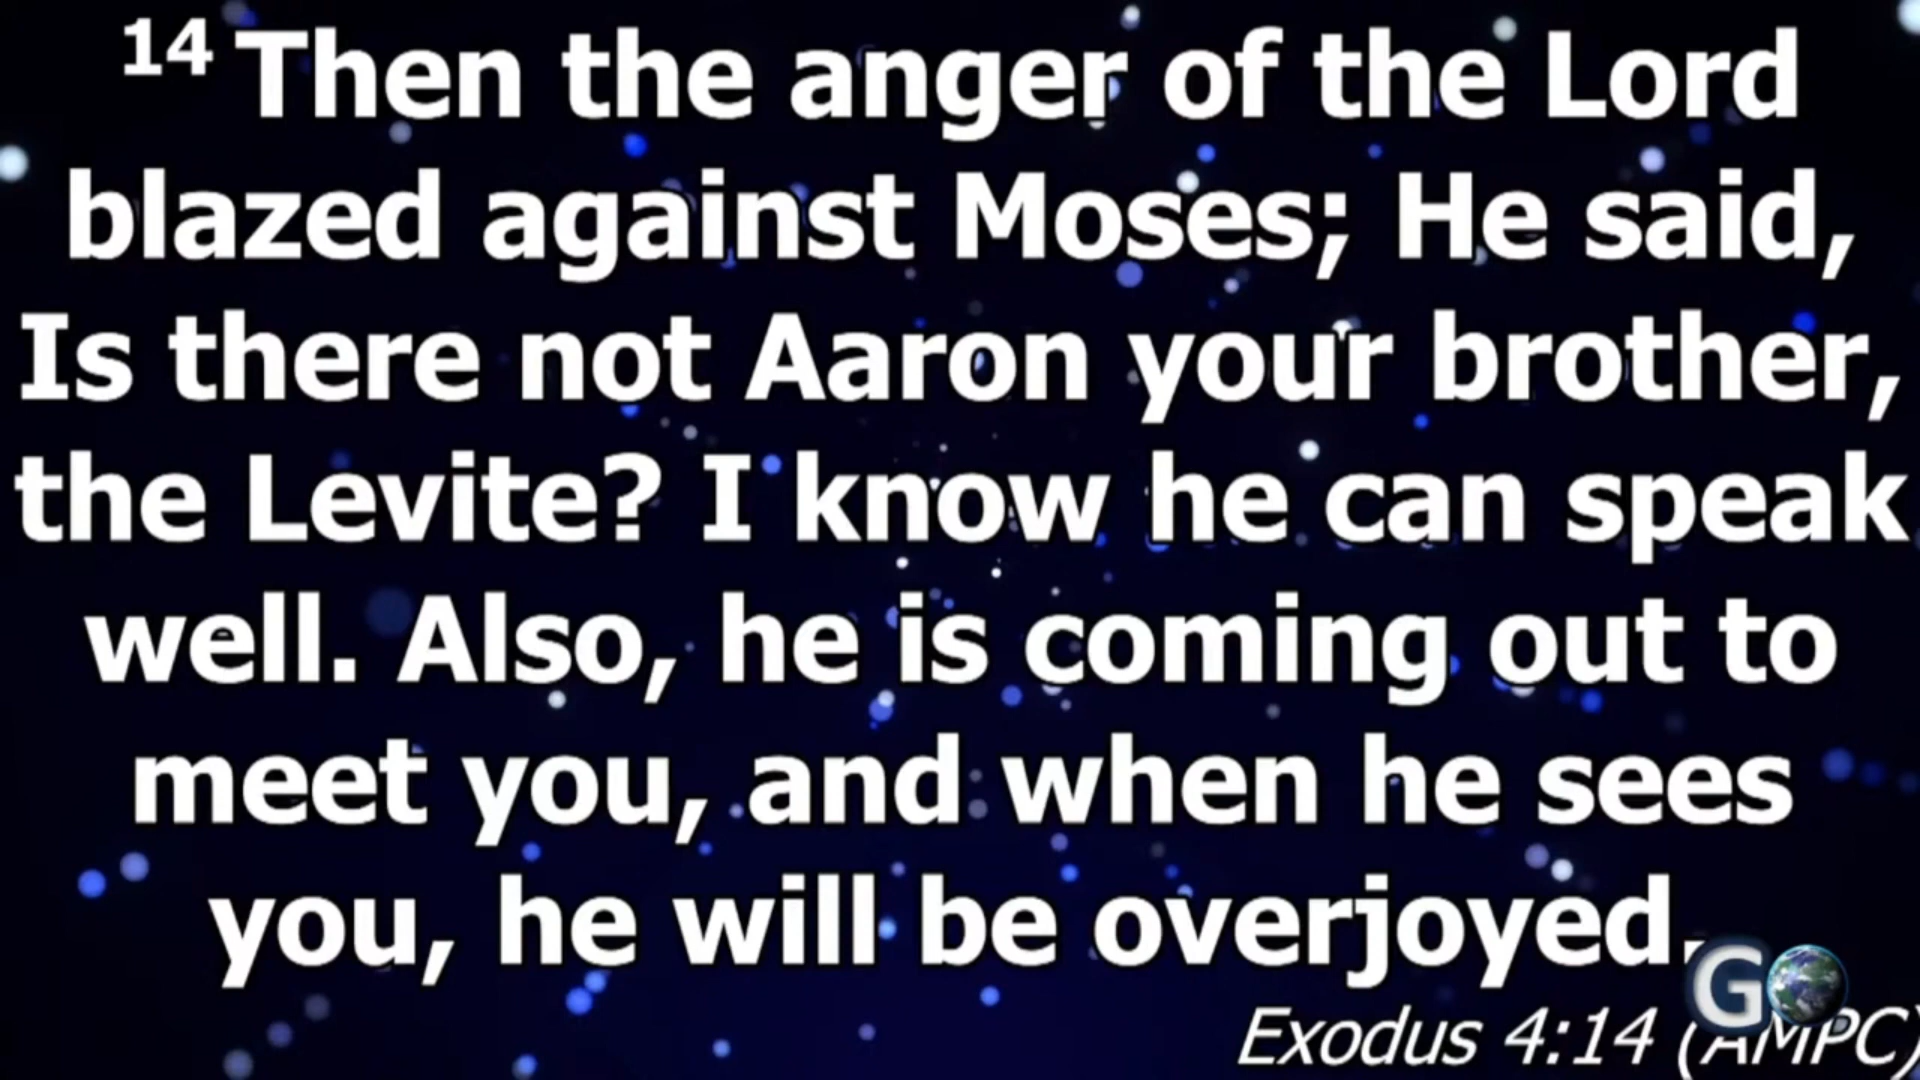 14 Then the anger of the Lord
blazed against Moses; He said,
Is there not Aaron your brother,
the Levite? I know he can speak
well. Also, he is coming out to
meet you, and when he sees
you, he will be overjoyed.
G
Exodus 4:14 (AMPC)